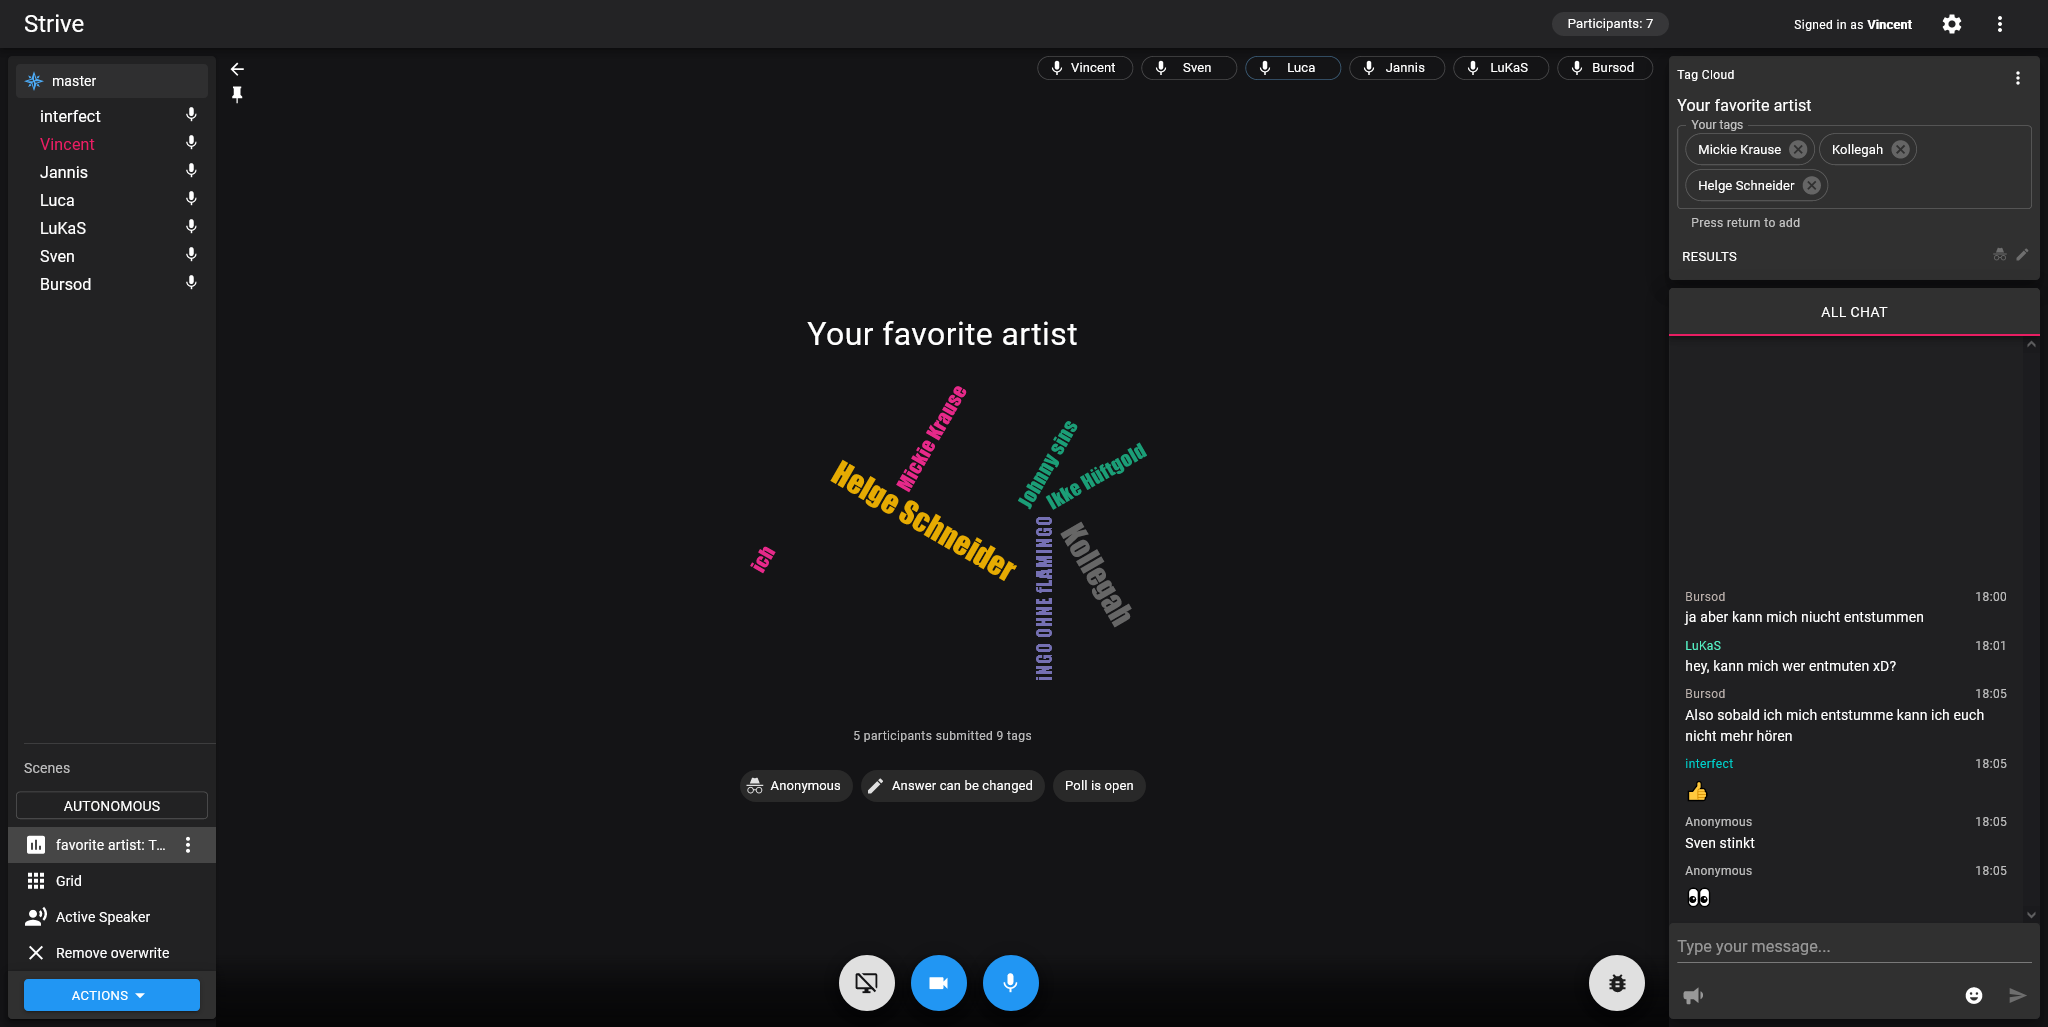 Strive
Participants: 7
Signed in as Vincent
master
interfect
Vincent
Jannis
Luca
LuKaS
Sven
Bursod
Scenes
AUTONOMOUS
favorite artist: T...
Grid
Active Speaker
Remove overwrite
ACTIONS
Vincent
Sven
Luca
Jannis
LuKaS
Bursod
Your favorite artist
Mickie Krause
Johnny sins
Ikke Hüftgold
Helge Schneider
ich
iNGO OHNE fLAMINGO
Kollegah
5 participants submitted 9 tags
Anonymous
Answer can be changed
Poll is open
Tag Cloud
Your favorite artist
Your tags
Mickie Krause
Kollegah
Helge Schneider
Press return to add
RESULTS
ALL CHAT
Bursod 18:00
ja aber kann mich niucht entstummen
LuKaS 18:01
hey, kann mich wer entmuten xD?
Bursod 18:05
Also sobald ich mich entstumme kann ich euch
nicht mehr hören
interfect 18:05
👍
Anonymous 18:05
Sven stinkt
Anonymous 18:05
👀
Type your message...